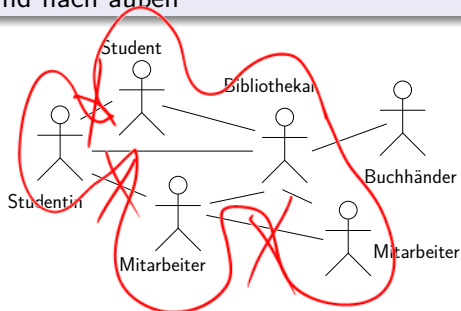 nd nach außen
Student
Bibliothekar
Buchhänder
Studentin
Mitarbeiter
Mitarbeiter